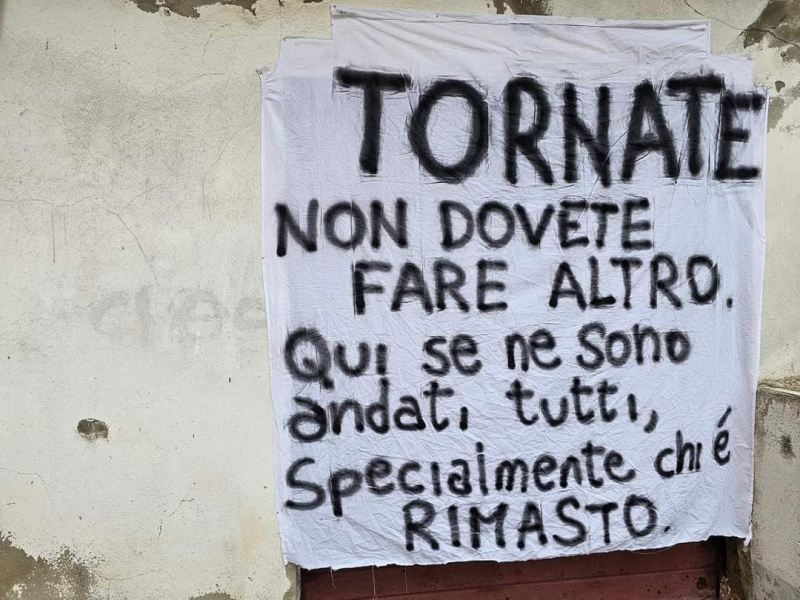 TORNATE
NON DOVETE
FARE ALTRO.
Qui se ne sono
andati tutti,
Specialmente chi é
RIMASTO.